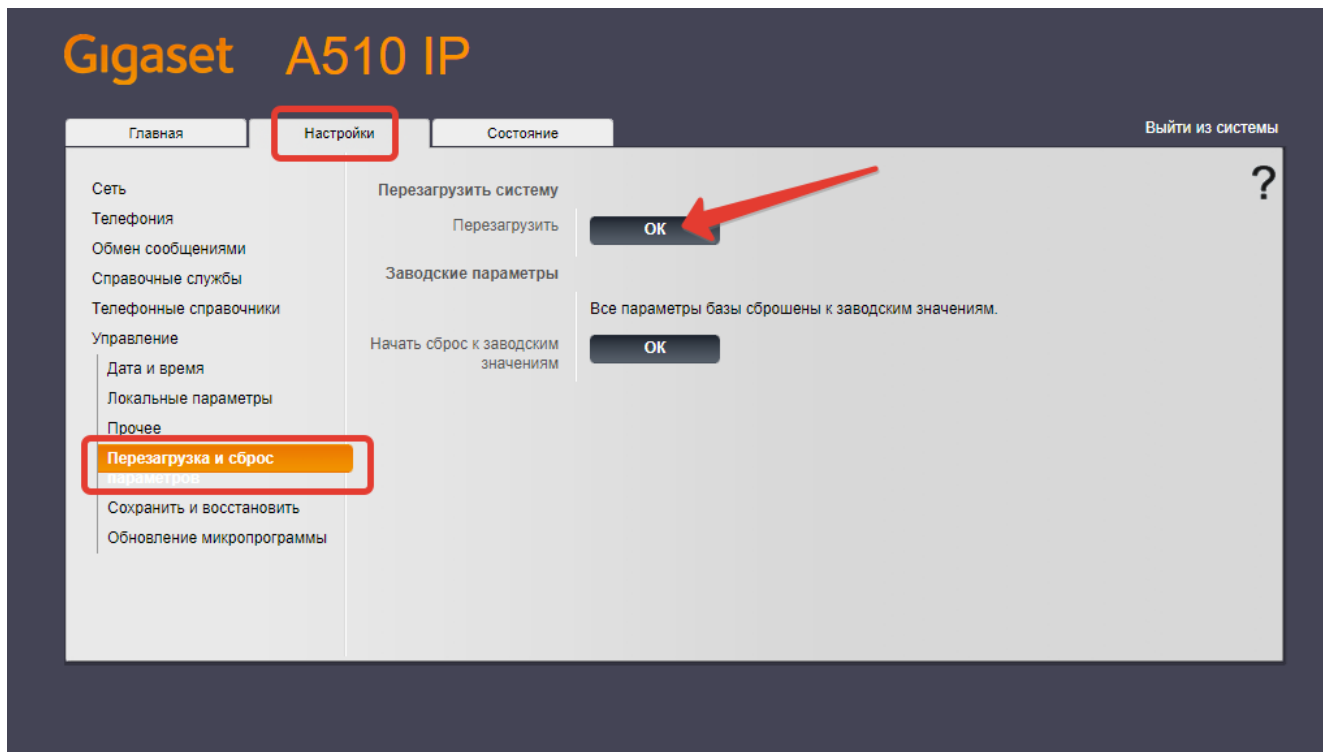 Gigaset A510 IP
Главная Настройки Состояние Выйти из системы
?
Сеть
Телефония
Обмен сообщениями
Справочные службы
Телефонные справочники
Управление
Дата и время
Локальные параметры
Прочее
Перезагрузка и сброс
параметров
Сохранить и восстановить
Обновление микропрограммы
Перезагрузить систему
Перезагрузить OK
Заводские параметры
Все параметры базы сброшены к заводским значениям.
Начать сброс к заводским
значениям
OK